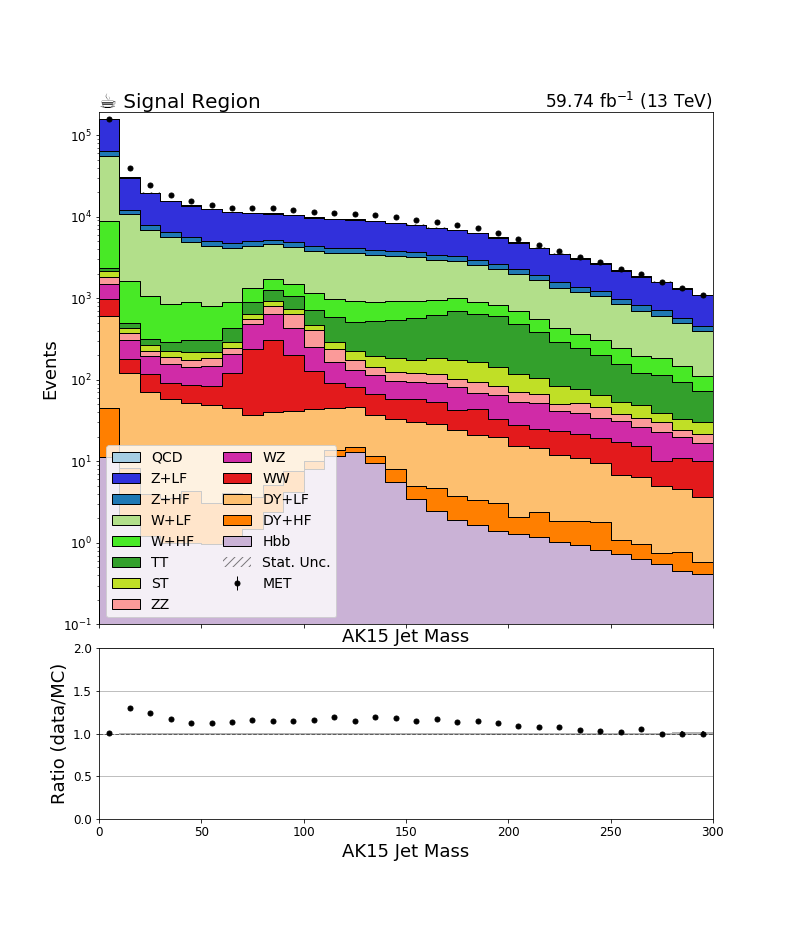 ☕ Signal Region 59.74 fb⁻¹ (13 TeV)
Events
10⁵
10⁴
10³
10²
10¹
10⁰
10⁻¹
QCD WZ
Z+LF WW
Z+HF DY+LF
W+LF DY+HF
W+HF Hbb
TT Stat. Unc.
ST MET
ZZ
AK15 Jet Mass
Ratio (data/MC)
2.0
1.5
1.0
0.5
0.0
0 50 100 150 200 250 300
AK15 Jet Mass